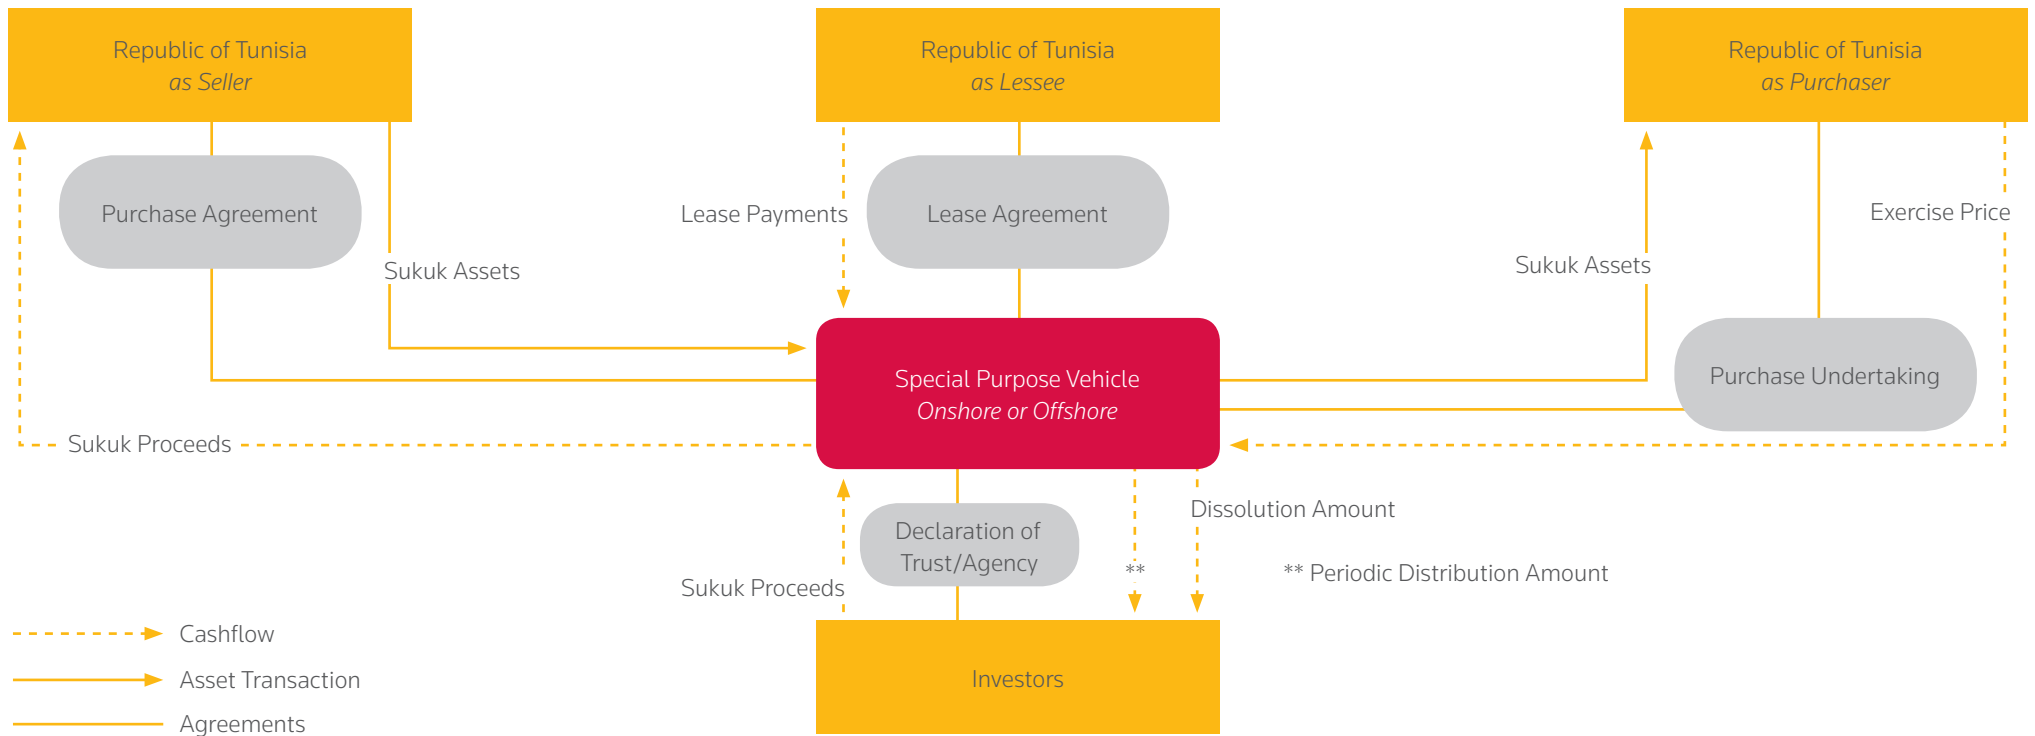 Republic of Tunisia
as Seller
Republic of Tunisia
as Lessee
Republic of Tunisia
as Purchaser
Purchase Agreement
Lease Payments
Lease Agreement
Exercise Price
Sukuk Assets
Sukuk Assets
Special Purpose Vehicle
Onshore or Offshore
Purchase Undertaking
Sukuk Proceeds
Dissolution Amount
Declaration of
Trust/Agency
**
** Periodic Distribution Amount
Sukuk Proceeds
Cashflow
Asset Transaction
Agreements
Investors